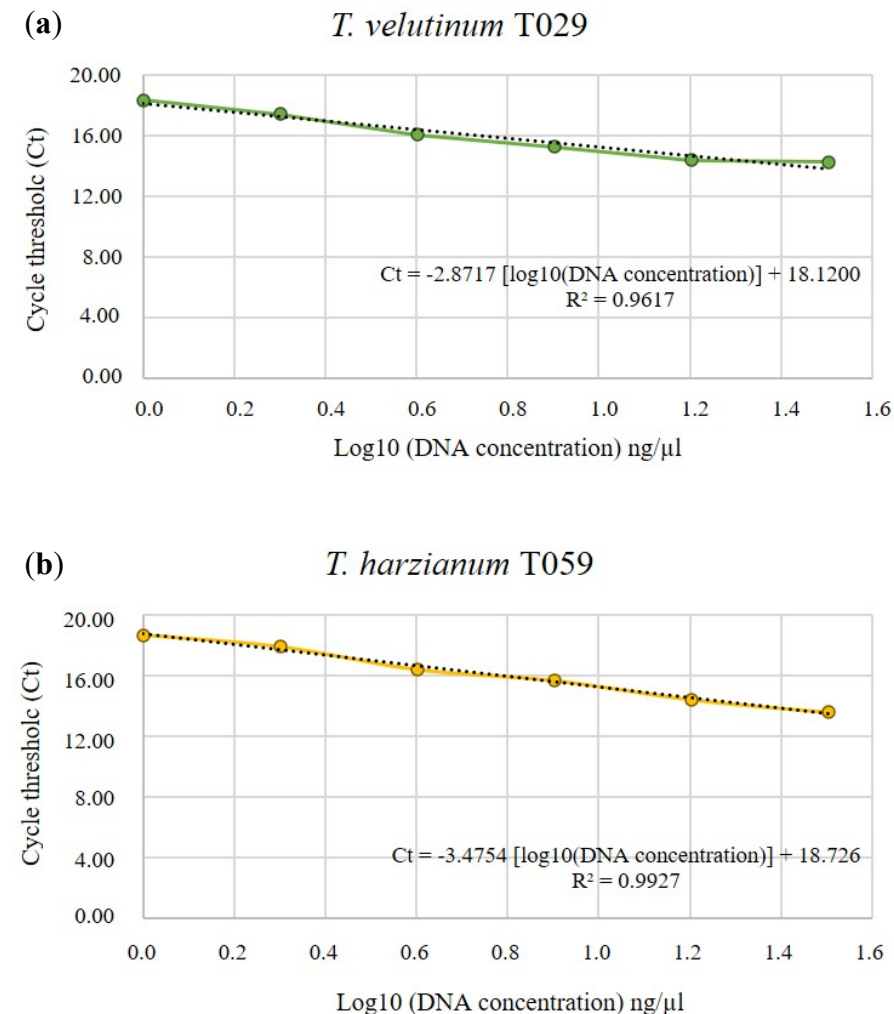 (a)
T. velutinum T029
Cycle thresholc (Ct)
20.00
16.00
12.00
8.00
4.00
0.00
Ct = -2.8717 [log10(DNA concentration)] + 18.1200
R² = 0.9617
0.0 0.2 0.4 0.6 0.8 1.0 1.2 1.4 1.6
Log10 (DNA concentration) ng/µl
(b)
T. harzianum T059
Cycle thresholc (Ct)
20.00
16.00
12.00
8.00
4.00
0.00
Ct = -3.4754 [log10(DNA concentration)] + 18.726
R² = 0.9927
0.0 0.2 0.4 0.6 0.8 1.0 1.2 1.4 1.6
Log10 (DNA concentration) ng/µl